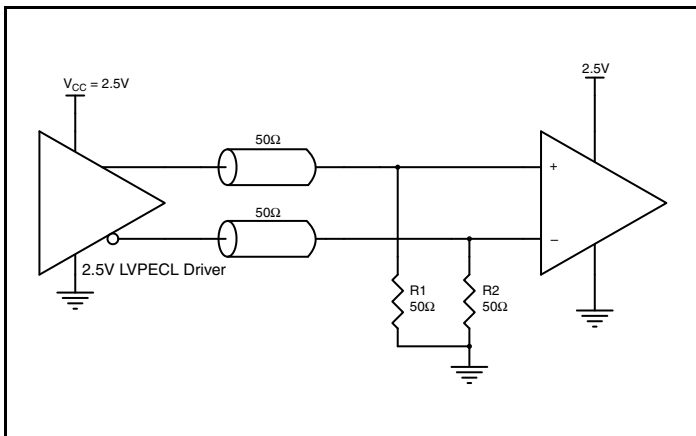 V_CC = 2.5V
2.5V
50Ω
50Ω
+
−
2.5V LVPECL Driver
R1
50Ω
R2
50Ω